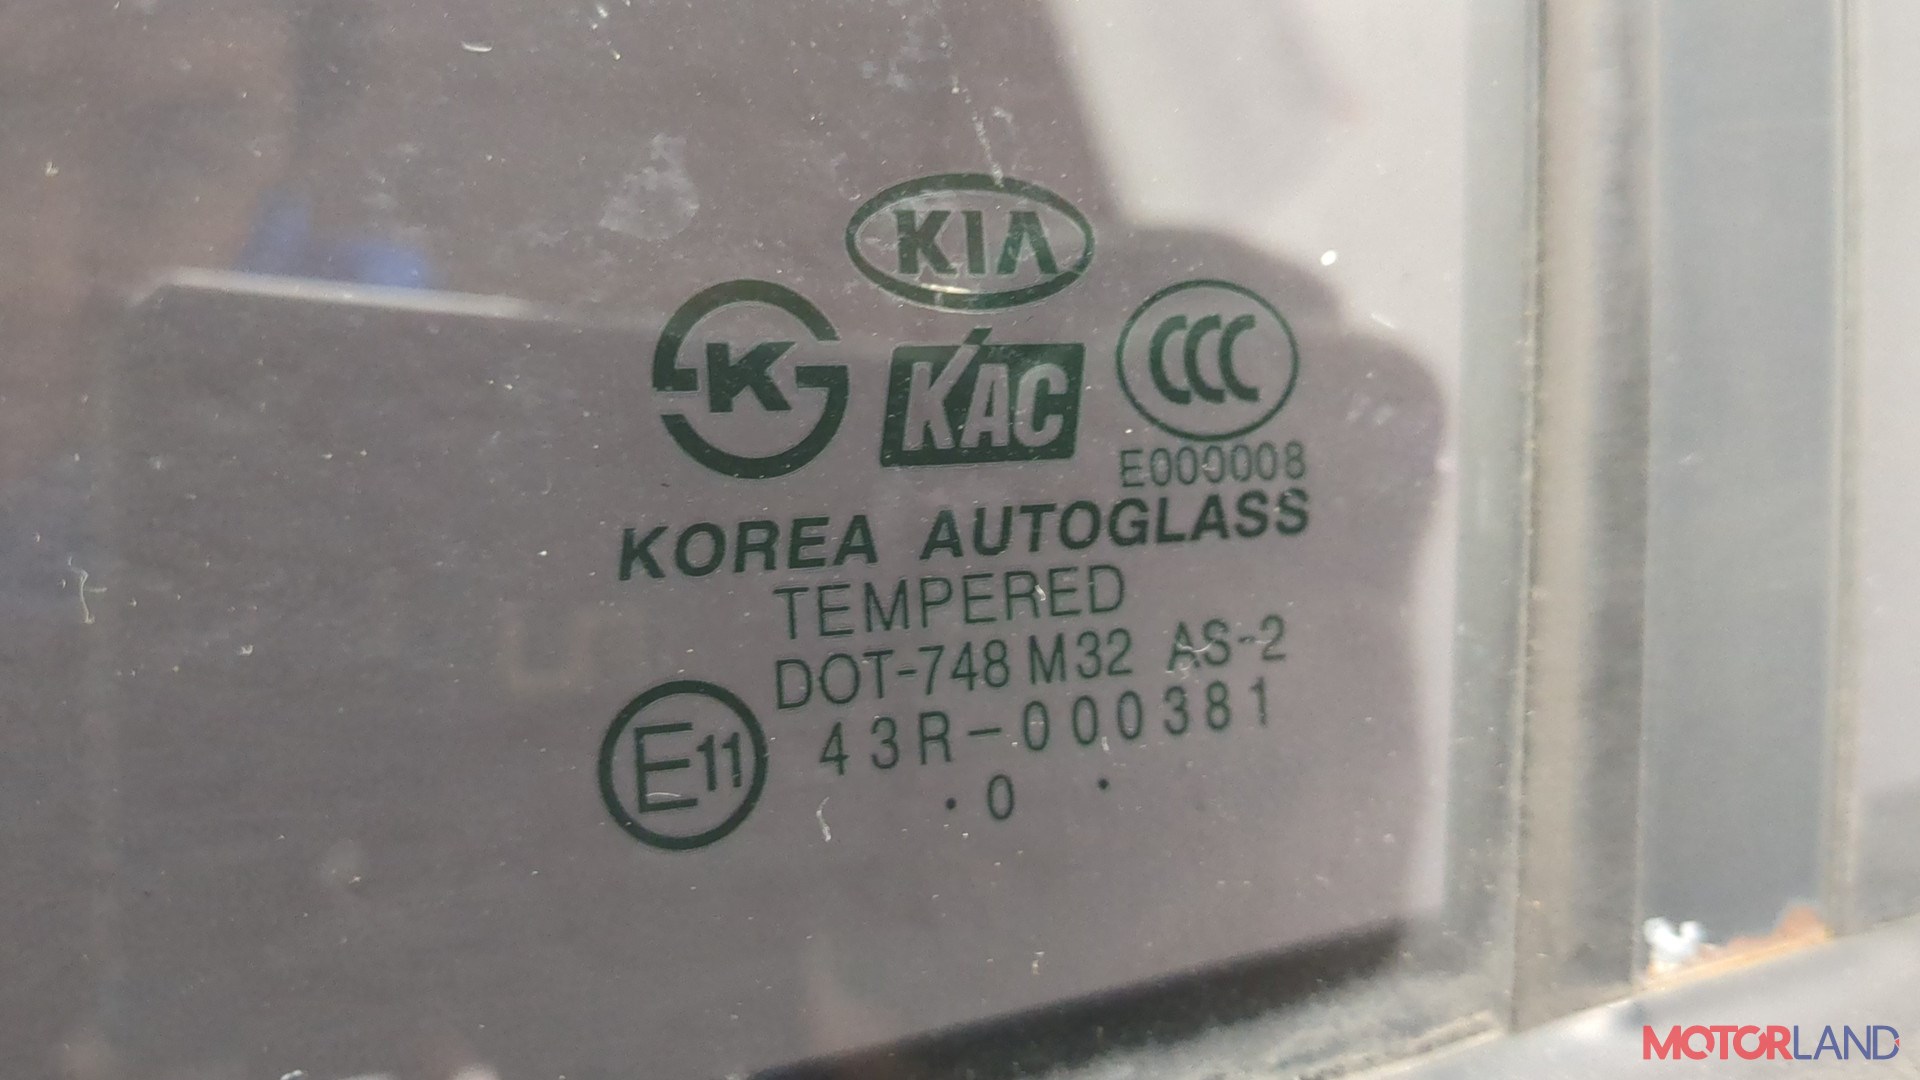 KIA
K
KAC
CCC
E000008
KOREA AUTOGLASS
TEMPERED
DOT-748 M32 AS-2
E11
43R-000381
. 0 .
MOTORLAND